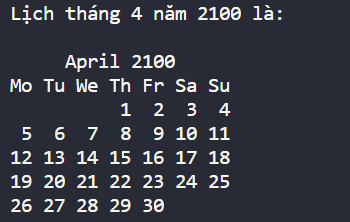 Lịch tháng 4 năm 2100 là:
April 2100
Mo Tu We Th Fr Sa Su
1 2 3 4
5 6 7 8 9 10 11
12 13 14 15 16 17 18
19 20 21 22 23 24 25
26 27 28 29 30